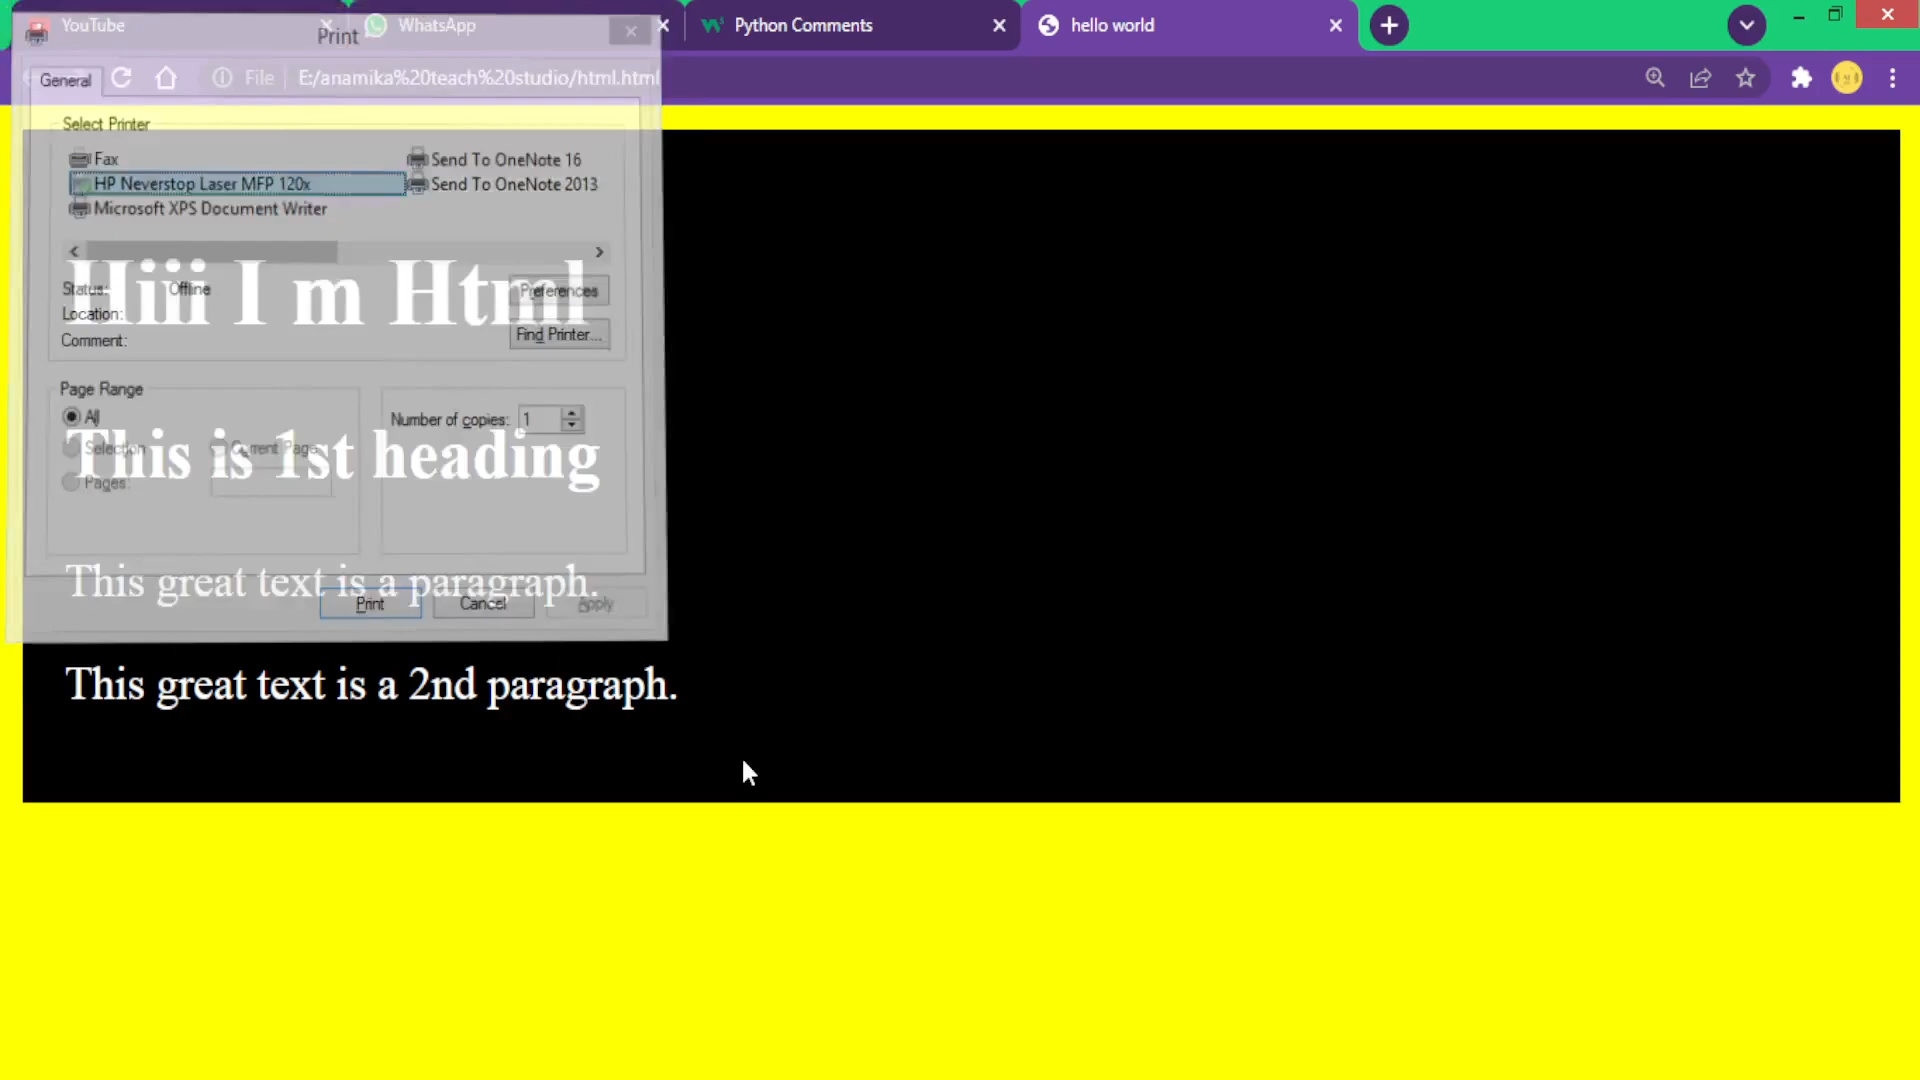 YouTube
WhatsApp
Python Comments
hello world
Print
File
E:/anamika%20teach%20studio/html.html
General
Select Printer
Fax
Send To OneNote 16
HP Neverstop Laser MFP 120x
Send To OneNote 2013
Microsoft XPS Document Writer
Hiii I m Html
Status:
Offline
Preferences
Location:
Find Printer...
Comment:
Page Range
All
Number of copies: 1
This is 1st heading
Selection
Current Page
Pages:
This great text is a paragraph.
Print
Cancel
Apply
This great text is a 2nd paragraph.